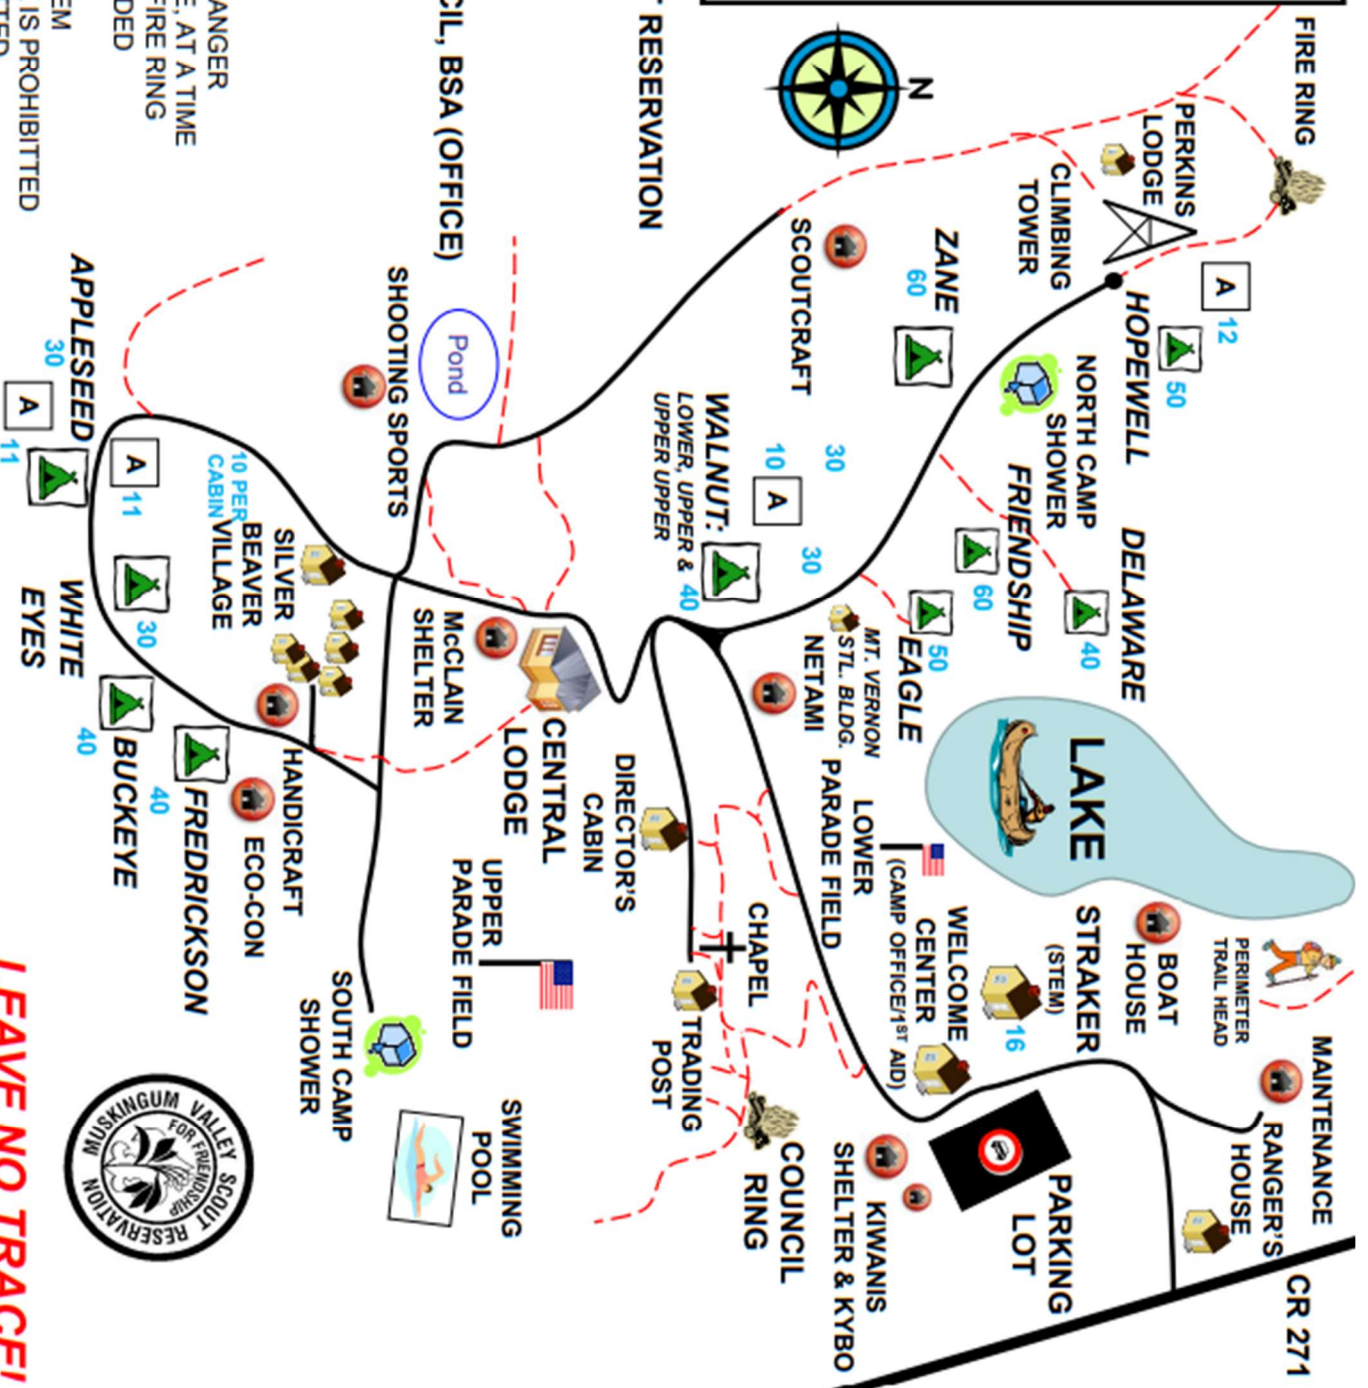 FIRE RING
PERKINS
LODGE
CLIMBING
TOWER
A
12
HOPEWELL
50
NORTH CAMP
SHOWER
ZANE
60
N
SCOUTCRAFT
FRIENDSHIP
60
DELAWARE
40
EAGLE
50
WALNUT:
LOWER, UPPER &
UPPER UPPER
30
10
A
30
40
MT. VERNON
STL. BLDG.
NETAMI
LAKE
LOWER
PARADE FIELD
WELCOME
CENTER
(CAMP OFFICE/1ST AID)
STRAKER
(STEM)
16
BOAT
HOUSE
PERIMETER
TRAIL HEAD
MAINTENANCE
RANGER'S
HOUSE
CR 271
PARKING
LOT
KIWANIS
SHELTER & KYBO
COUNCIL
RING
CHAPEL
TRADING
POST
DIRECTOR'S
CABIN
CENTRAL
LODGE
McCLAIN
SHELTER
UPPER
PARADE FIELD
SWIMMING
POOL
SOUTH CAMP
SHOWER
Pond
SHOOTING SPORTS
SILVER
BEAVER
VILLAGE
10 PER
CABIN
HANDICRAFT
ECO-CON
FREDRICKSON
40
BUCKEYE
40
WHITE
EYES
30
A
11
APPLESEED
30
A
11
RESERVATION
CIL, BSA (OFFICE)
ANGER
E, AT A TIME
FIRE RING
DED
EM
IS PROHIBITTED
MUSKINGUM VALLEY SCOUT RESERVATION
FOR FRIENDSHIP
LEAVE NO TRACE!